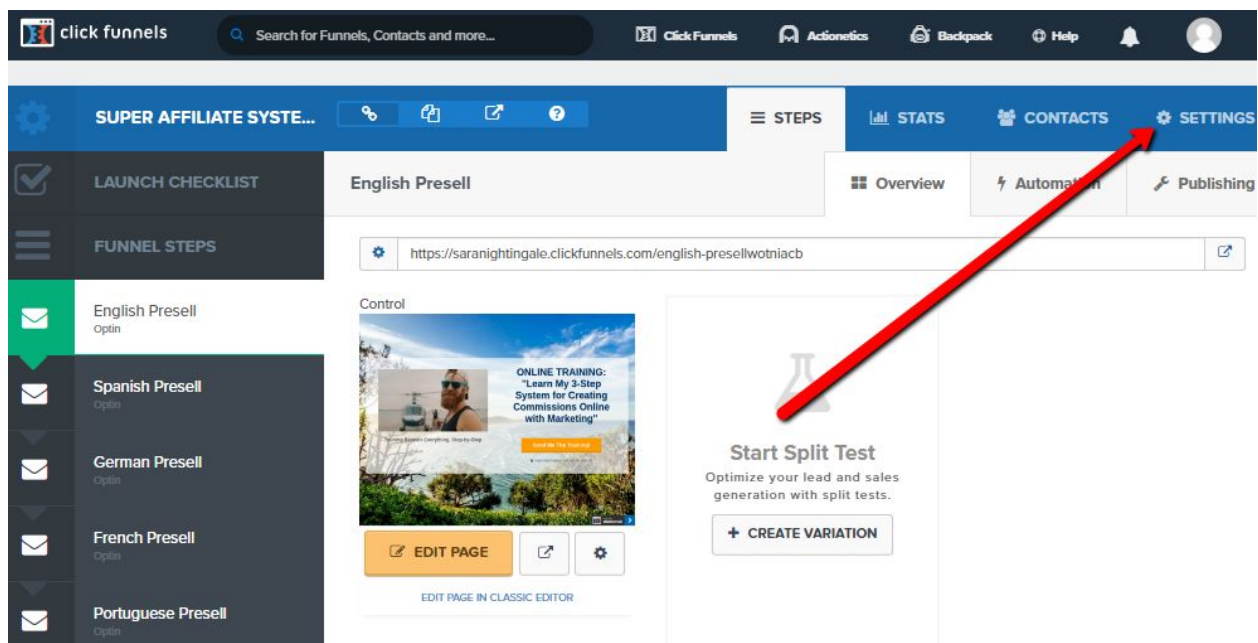 click funnels
Search for Funnels, Contacts and more...
Click Funnels
Actionetics
Backpack
Help
SUPER AFFILIATE SYSTE...
STEPS
STATS
CONTACTS
SETTINGS
LAUNCH CHECKLIST
English Presell
Overview
Automation
Publishing
FUNNEL STEPS
https://saranightingale.clickfunnels.com/english-presellwotniacb
English Presell
Optin
Control
ONLINE TRAINING:
"Learn My 3-Step
System for Creating
Commissions Online
with Marketing"
Spanish Presell
Optin
German Presell
Optin
Start Split Test
Optimize your lead and sales
generation with split tests.
+ CREATE VARIATION
French Presell
Optin
EDIT PAGE
EDIT PAGE IN CLASSIC EDITOR
Portuguese Presell
Optin